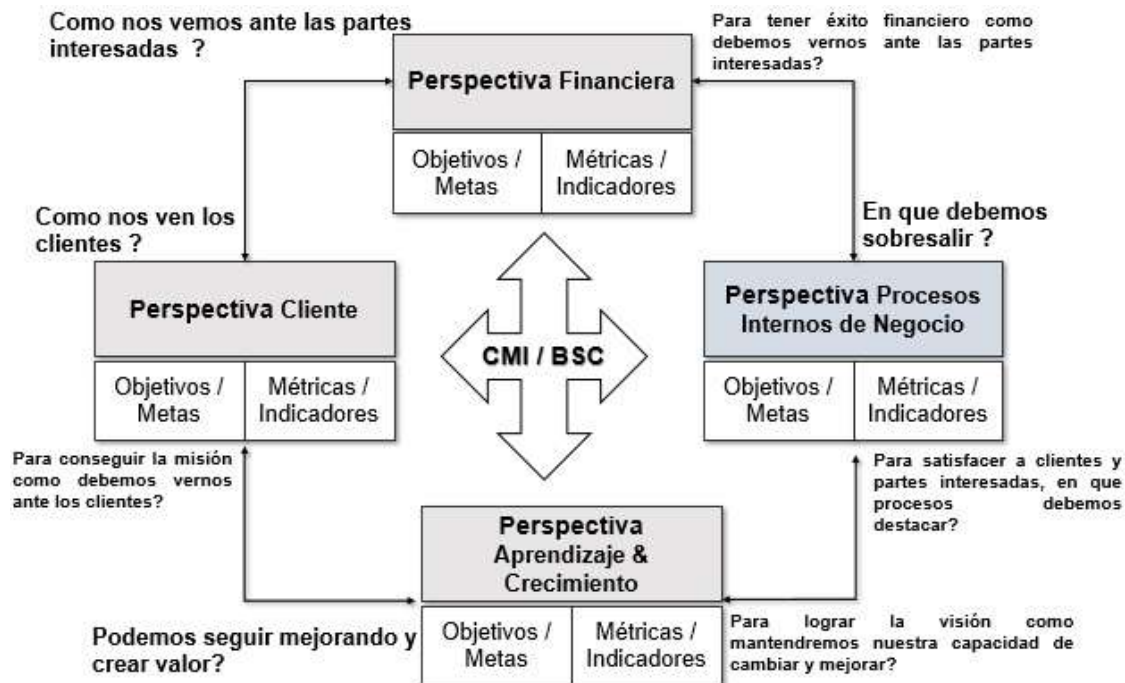 Como nos vemos ante las partes
interesadas ?
Para tener éxito financiero como
debemos vernos ante las partes
interesadas?
Perspectiva Financiera
Objetivos /
Metas
Métricas /
Indicadores
Como nos ven los
clientes ?
En que debemos
sobresalir ?
Perspectiva Cliente
Objetivos /
Metas
Métricas /
Indicadores
CMI / BSC
Perspectiva Procesos
Internos de Negocio
Objetivos /
Metas
Métricas /
Indicadores
Para conseguir la misión
como debemos vernos
ante los clientes?
Para satisfacer a clientes y
partes interesadas, en que
procesos debemos
destacar?
Perspectiva
Aprendizaje &
Crecimiento
Objetivos /
Metas
Métricas /
Indicadores
Podemos seguir mejorando y
crear valor?
Para lograr la visión como
mantendremos nuestra capacidad de
cambiar y mejorar?